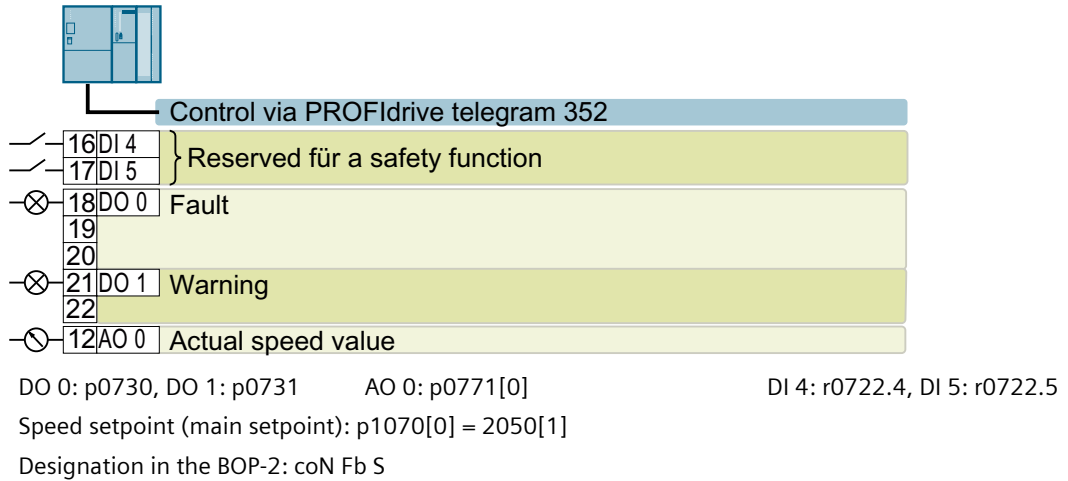 Control via PROFIdrive telegram 352
16 DI 4
17 DI 5
Reserved für a safety function
18 DO 0 Fault
19
20
21 DO 1 Warning
22
12 AO 0 Actual speed value
DO 0: p0730, DO 1: p0731 AO 0: p0771[0] DI 4: r0722.4, DI 5: r0722.5
Speed setpoint (main setpoint): p1070[0] = 2050[1]
Designation in the BOP-2: coN Fb S